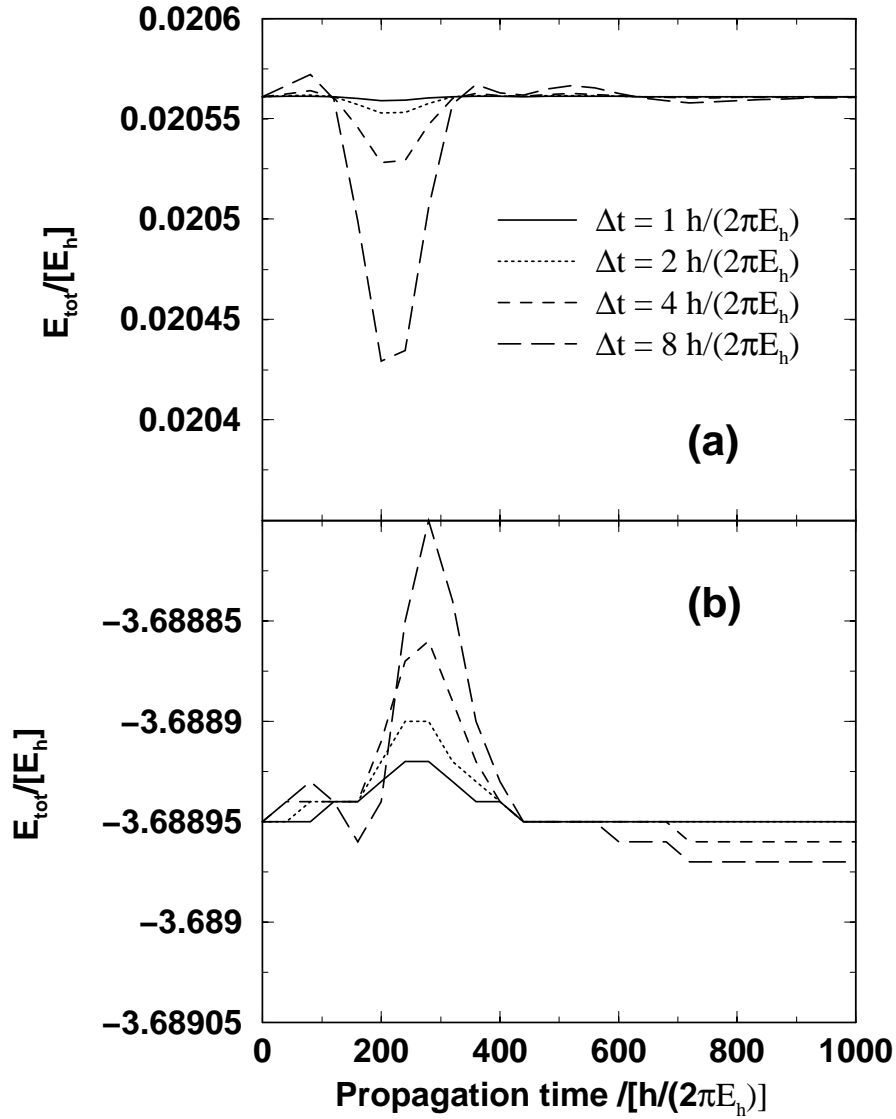 0.0206
0.02055
0.0205
0.02045
0.0204
E_tot/[E_h]
Δt = 1 h/(2πE_h)
Δt = 2 h/(2πE_h)
Δt = 4 h/(2πE_h)
Δt = 8 h/(2πE_h)
(a)
−3.68885
−3.6889
−3.68895
−3.689
−3.68905
E_tot/[E_h]
(b)
0 200 400 600 800 1000
Propagation time /[h/(2πE_h)]